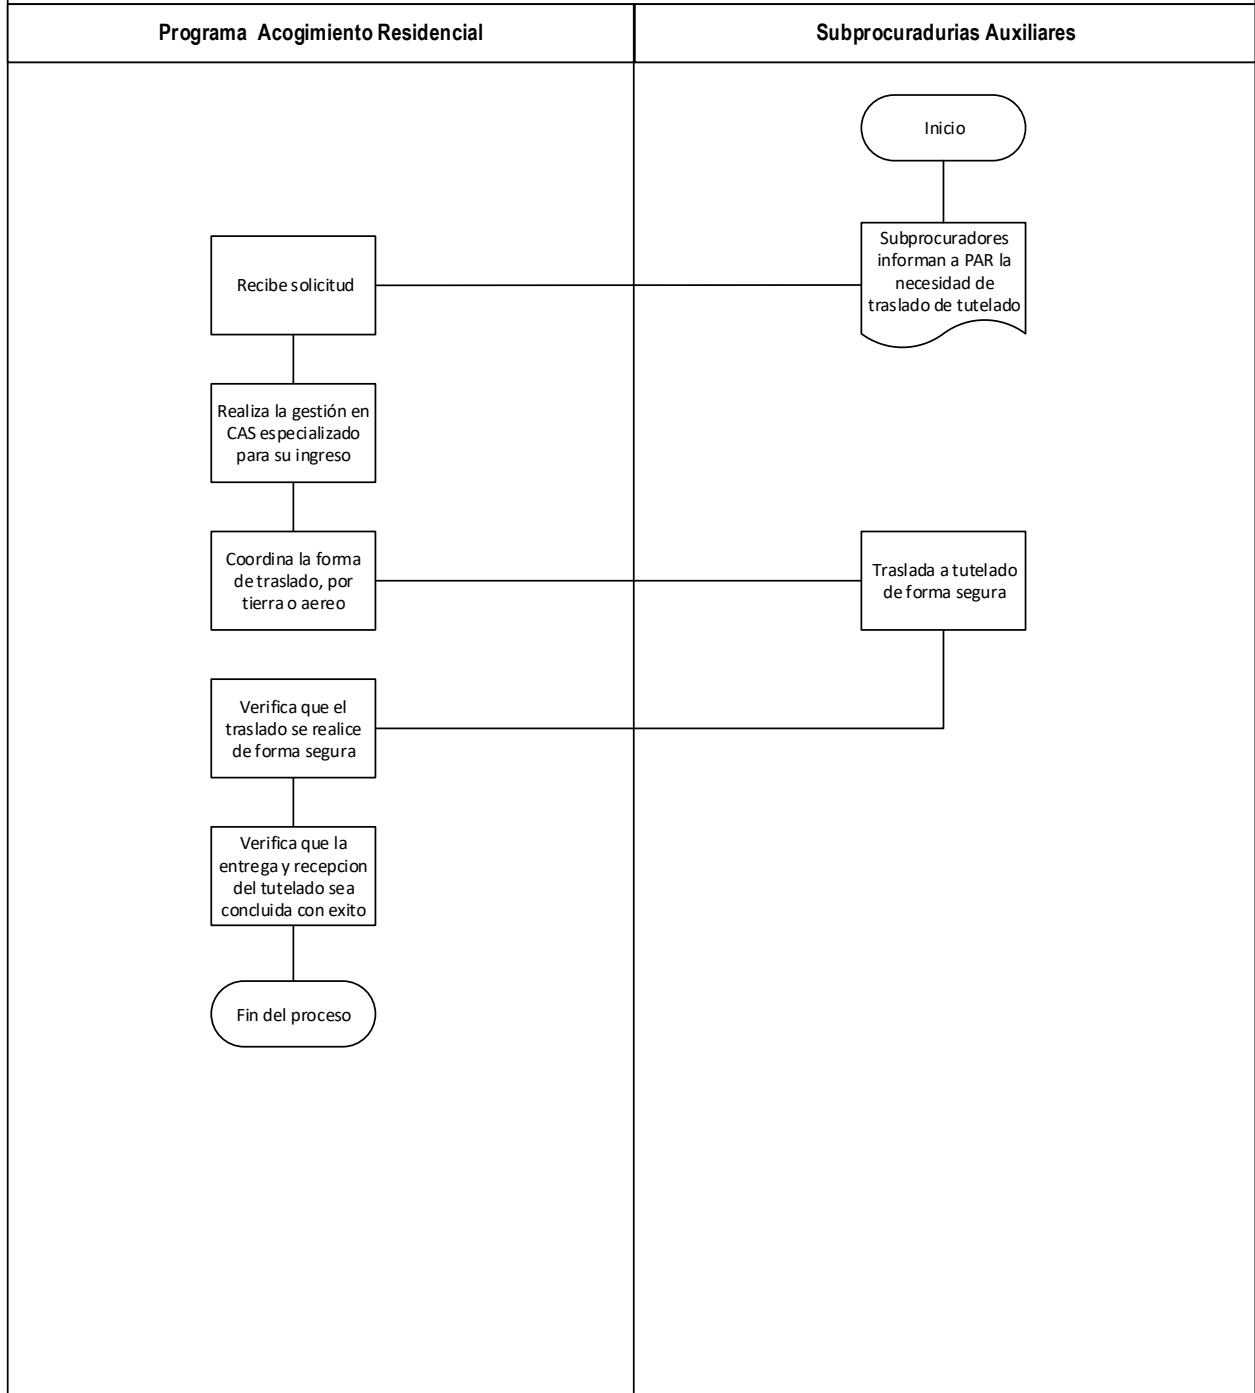 Programa Acogimiento Residencial
Subprocuradurias Auxiliares
Inicio
Subprocuradores
informan a PAR la
necesidad de
traslado de tutelado
Recibe solicitud
Realiza la gestión en
CAS especializado
para su ingreso
Coordina la forma
de traslado, por
tierra o aereo
Traslada a tutelado
de forma segura
Verifica que el
traslado se realice
de forma segura
Verifica que la
entrega y recepcion
del tutelado sea
concluida con exito
Fin del proceso